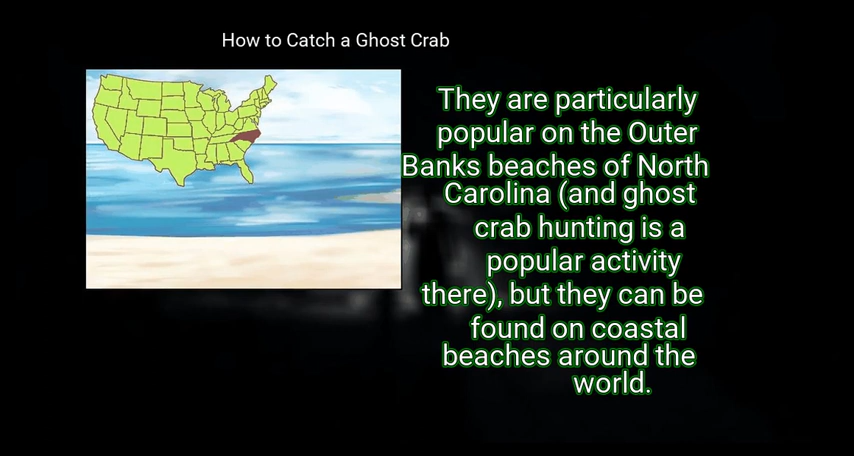 How to Catch a Ghost Crab
They are particularly
popular on the Outer
Banks beaches of North
Carolina (and ghost
crab hunting is a
popular activity
there), but they can be
found on coastal
beaches around the
world.